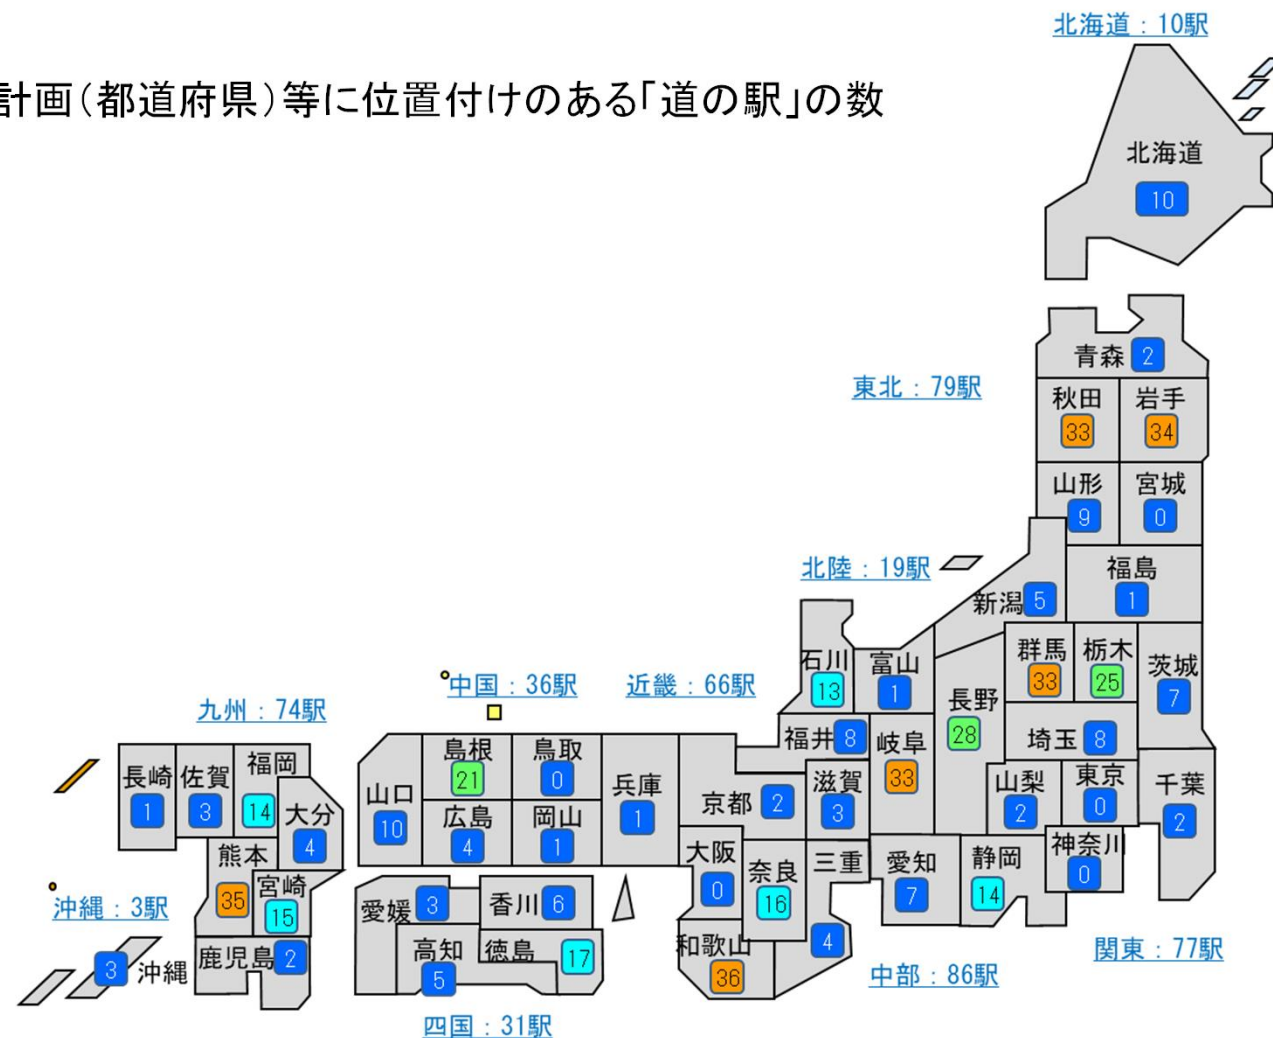 北海道：10駅
計画（都道府県）等に位置付けのある「道の駅」の数
北海道
10
青森 2
東北：79駅
秋田 岩手
33 34
山形 宮城
9 0
北陸：19駅
福島
新潟 5 1
石川 富山 群馬 栃木 茨城
13 1 33 25 7
中国：36駅 近畿：66駅
長野
28
九州：74駅
福井 8 岐阜 埼玉 8
33
長崎 佐賀 福岡
1 3 14
島根 鳥取
21 0
兵庫
1
山口
10
京都 2 滋賀
3
山梨 東京 千葉
2 0 2
大分
4
広島 岡山
4 1
熊本 宮崎
35 15
大阪 奈良 三重 愛知 静岡 神奈川
0 16 4 7 14 0
沖縄：3駅
愛媛 3 香川 6
鹿児島 2
高知 徳島 17
5
和歌山
36
3 沖縄
関東：77駅
中部：86駅
四国：31駅